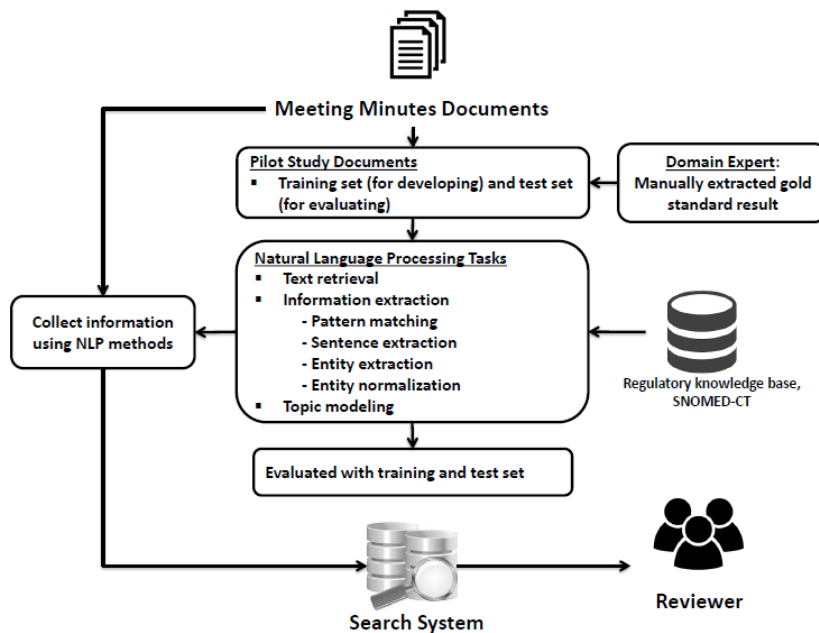 Meeting Minutes Documents
Pilot Study Documents
▪ Training set (for developing) and test set
(for evaluating)
Domain Expert:
Manually extracted gold
standard result
Natural Language Processing Tasks
▪ Text retrieval
▪ Information extraction
- Pattern matching
- Sentence extraction
- Entity extraction
- Entity normalization
▪ Topic modeling
Collect information
using NLP methods
Regulatory knowledge base,
SNOMED-CT
Evaluated with training and test set
Search System
Reviewer